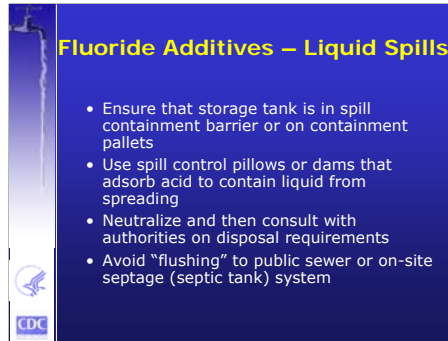 Fluoride Additives – Liquid Spills
• Ensure that storage tank is in spill
containment barrier or on containment
pallets
• Use spill control pillows or dams that
adsorb acid to contain liquid from
spreading
• Neutralize and then consult with
authorities on disposal requirements
• Avoid “flushing” to public sewer or on-site
septage (septic tank) system
CDC